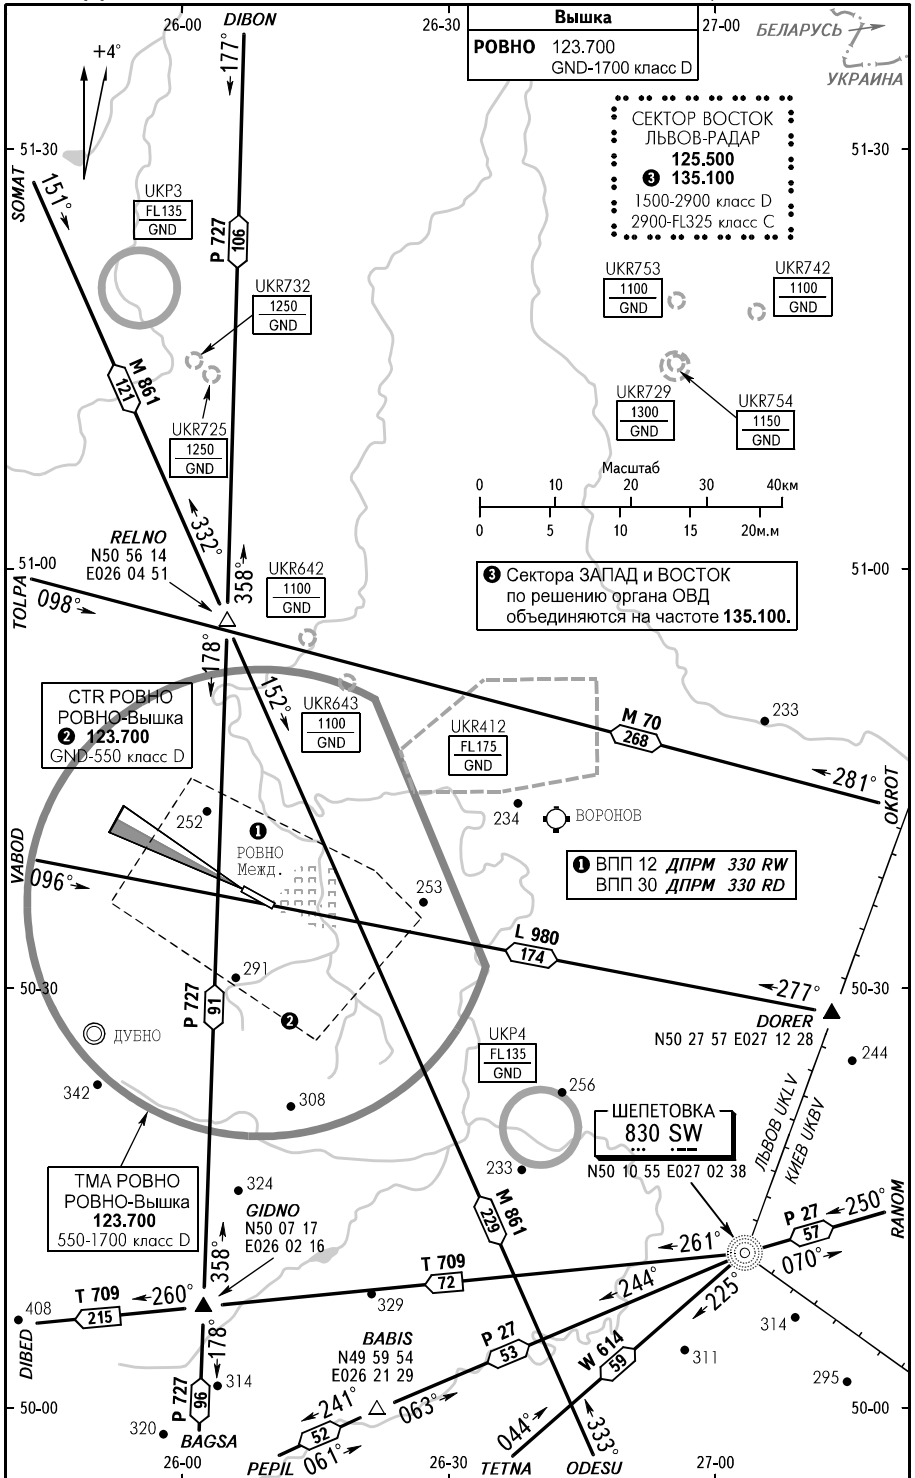 26-00
DIBON
26-30
Вышка
РОВНО 123.700
GND-1700 класс D
27-00
БЕЛАРУСЬ
УКРАИНА
+4°
177°
51-30
SOMAT
151°
СЕКТОР ВОСТОК
ЛЬВОВ-РАДАР
125.500
3 135.100
1500-2900 класс D
2900-FL325 класс C
51-30
UKP3
FL135
GND
P 727
106
UKR732
1250
GND
UKR753
1100
GND
UKR742
1100
GND
M 861
121
UKR725
1250
GND
UKR729
1300
GND
UKR754
1150
GND
Масштаб
0 10 20 30 40км
0 5 10 15 20м.м
332°
358°
RELNO
N50 56 14
E026 04 51
51-00
TOLPA
098°
UKR642
1100
GND
3 Сектора ЗАПАД и ВОСТОК
по решению органа ОВД
объединяются на частоте 135.100.
51-00
178°
152°
CTR РОВНО
РОВНО-Вышка
2 123.700
GND-550 класс D
UKR643
1100
GND
UKR412
FL175
GND
M 70
268
233
281°
OKROT
252
1
РОВНО
Межд.
234
ВОРОНОВ
VABOD
096°
253
1 ВПП 12 ДПРМ 330 RW
ВПП 30 ДПРМ 330 RD
L 980
174
291
277°
50-30
P 727
91
2
50-30
ДУБНО
DORER
N50 27 57 E027 12 28
UKP4
FL135
GND
244
342
308
256
ШЕПЕТОВКА
830 SW
N50 10 55 E027 02 38
ЛЬВОВ UKLV
КИЕВ UKBV
ТМА РОВНО
РОВНО-Вышка
123.700
550-1700 класс D
233
324
GIDNO
N50 07 17
E026 02 16
358°
M 861
229
P 27
57
250°
RANOM
261°
070°
T 709
72
244°
225°
T 709
215
260°
408
DIBED
329
314
178°
BABIS
N49 59 54
E026 21 29
P 27
53
W 614
59
311
314
295
P 727
96
50-00
241°
063°
50-00
320
BAGSA
52
061°
PEPIL
044°
TETNA
333°
ODESU
26-00
26-30
27-00